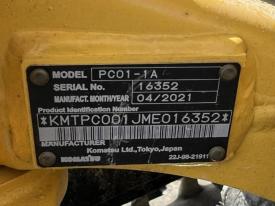 MODEL PC01-1A
SERIAL No. 16352
MANUFACT. MONTH/YEAR 04/2021
Product Identification Number
*KMTPC001JME016352*
MANUFACTURER
Komatsu Ltd., Tokyo, Japan
KOMATSU 22J-98-21911